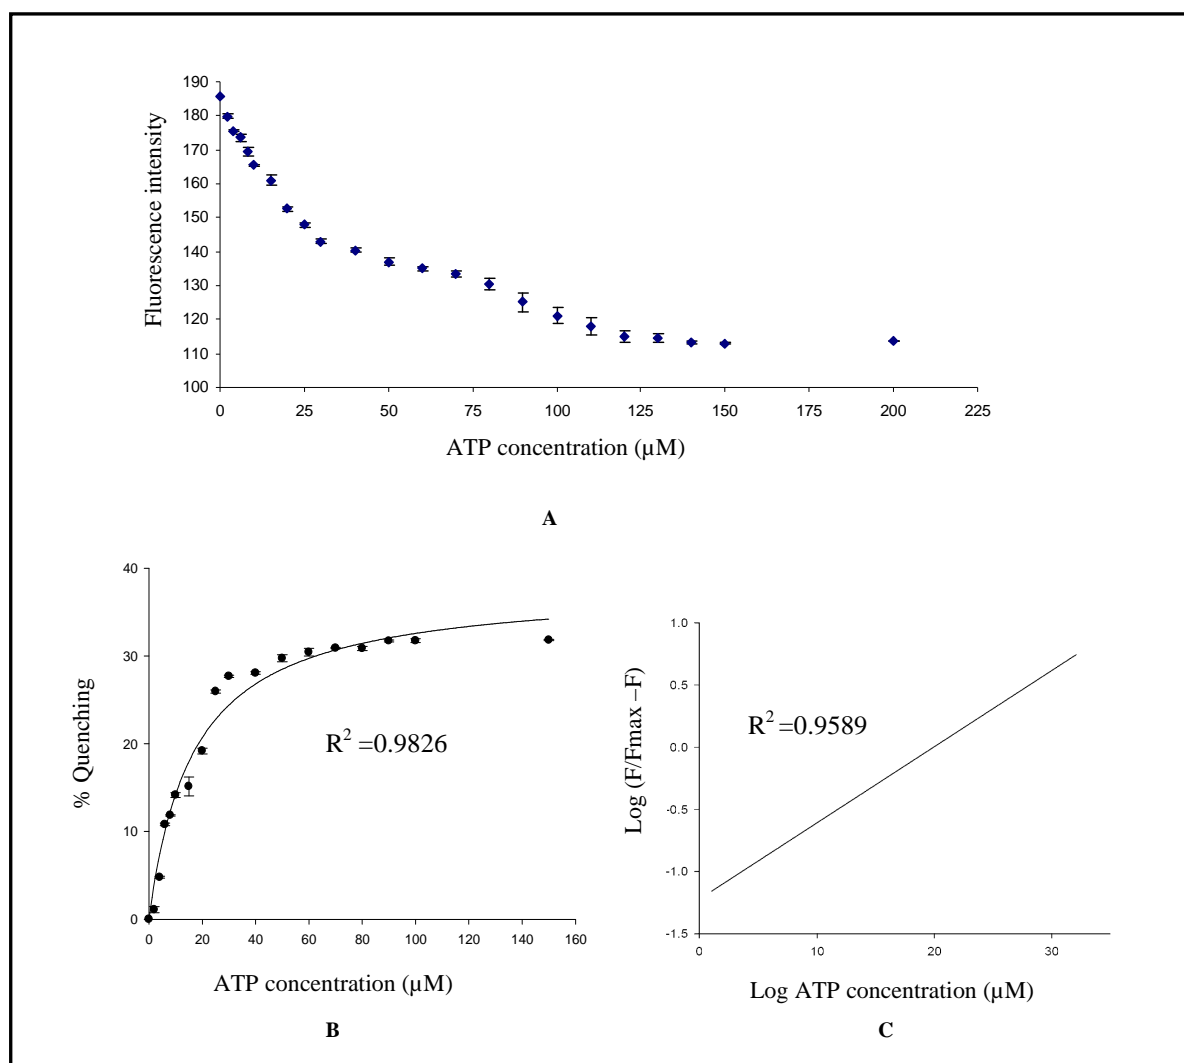 190
180
170
160
150
140
130
120
110
100
Fluorescence intensity
0 25 50 75 100 125 150 175 200 225
ATP concentration (µM)
A
40
30
20
10
0
% Quenching
R² =0.9826
0 20 40 60 80 100 120 140 160
ATP concentration (µM)
B
1.0
0.5
0.0
-0.5
-1.0
-1.5
Log (F/Fmax –F)
R² =0.9589
0 10 20 30
Log ATP concentration (µM)
C